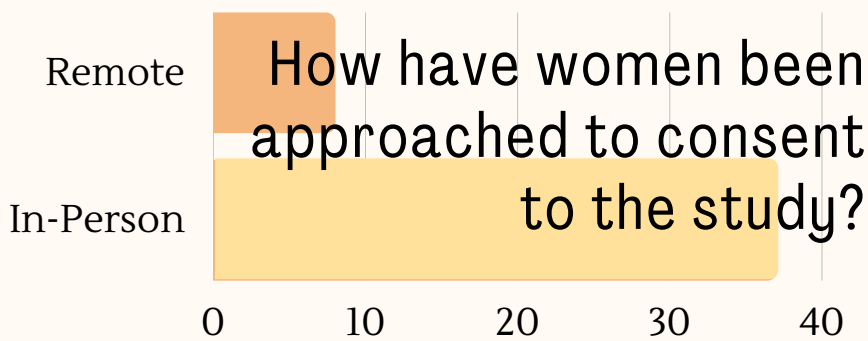 Remote
How have women been
approached to consent
to the study?
In-Person
0 10 20 30 40